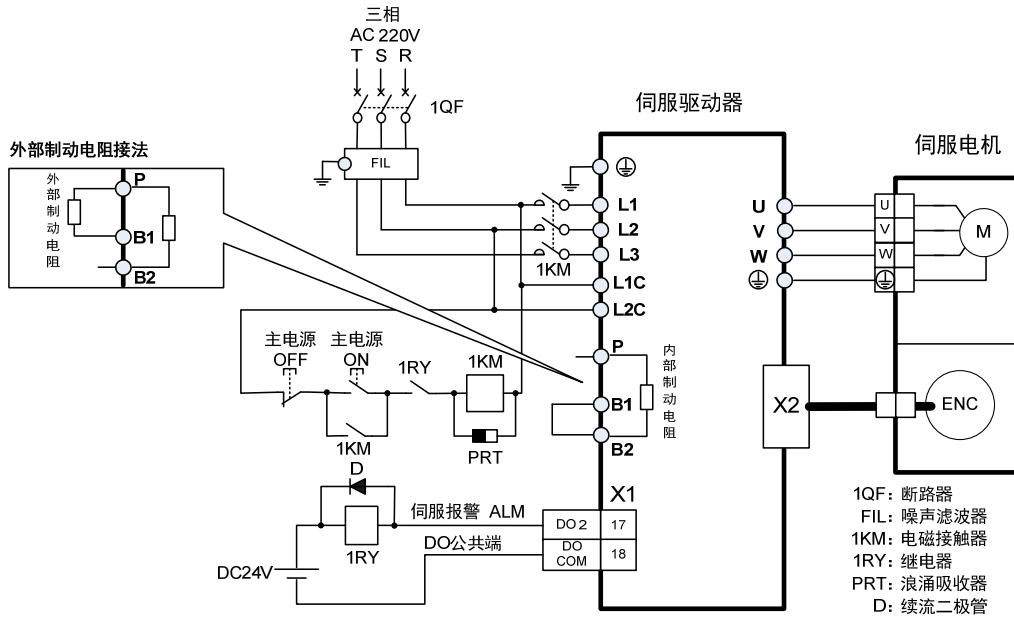 三相
AC 220V
T S R
1QF
FIL
伺服驱动器
伺服电机
外部制动电阻接法
外部制动电阻
P
B1
B2
L1
L2
L3
1KM
L1C
L2C
U
V
W
U
V
W
M
主电源
OFF
主电源
ON
1RY
1KM
1KM
PRT
P
B1
B2
内部制动电阻
X2
ENC
D
1RY
DC24V
伺服报警 ALM
DO公共端
X1
DO 2 17
DO COM 18
1QF：断路器
FIL：噪声滤波器
1KM：电磁接触器
1RY：继电器
PRT：浪涌吸收器
D：续流二极管